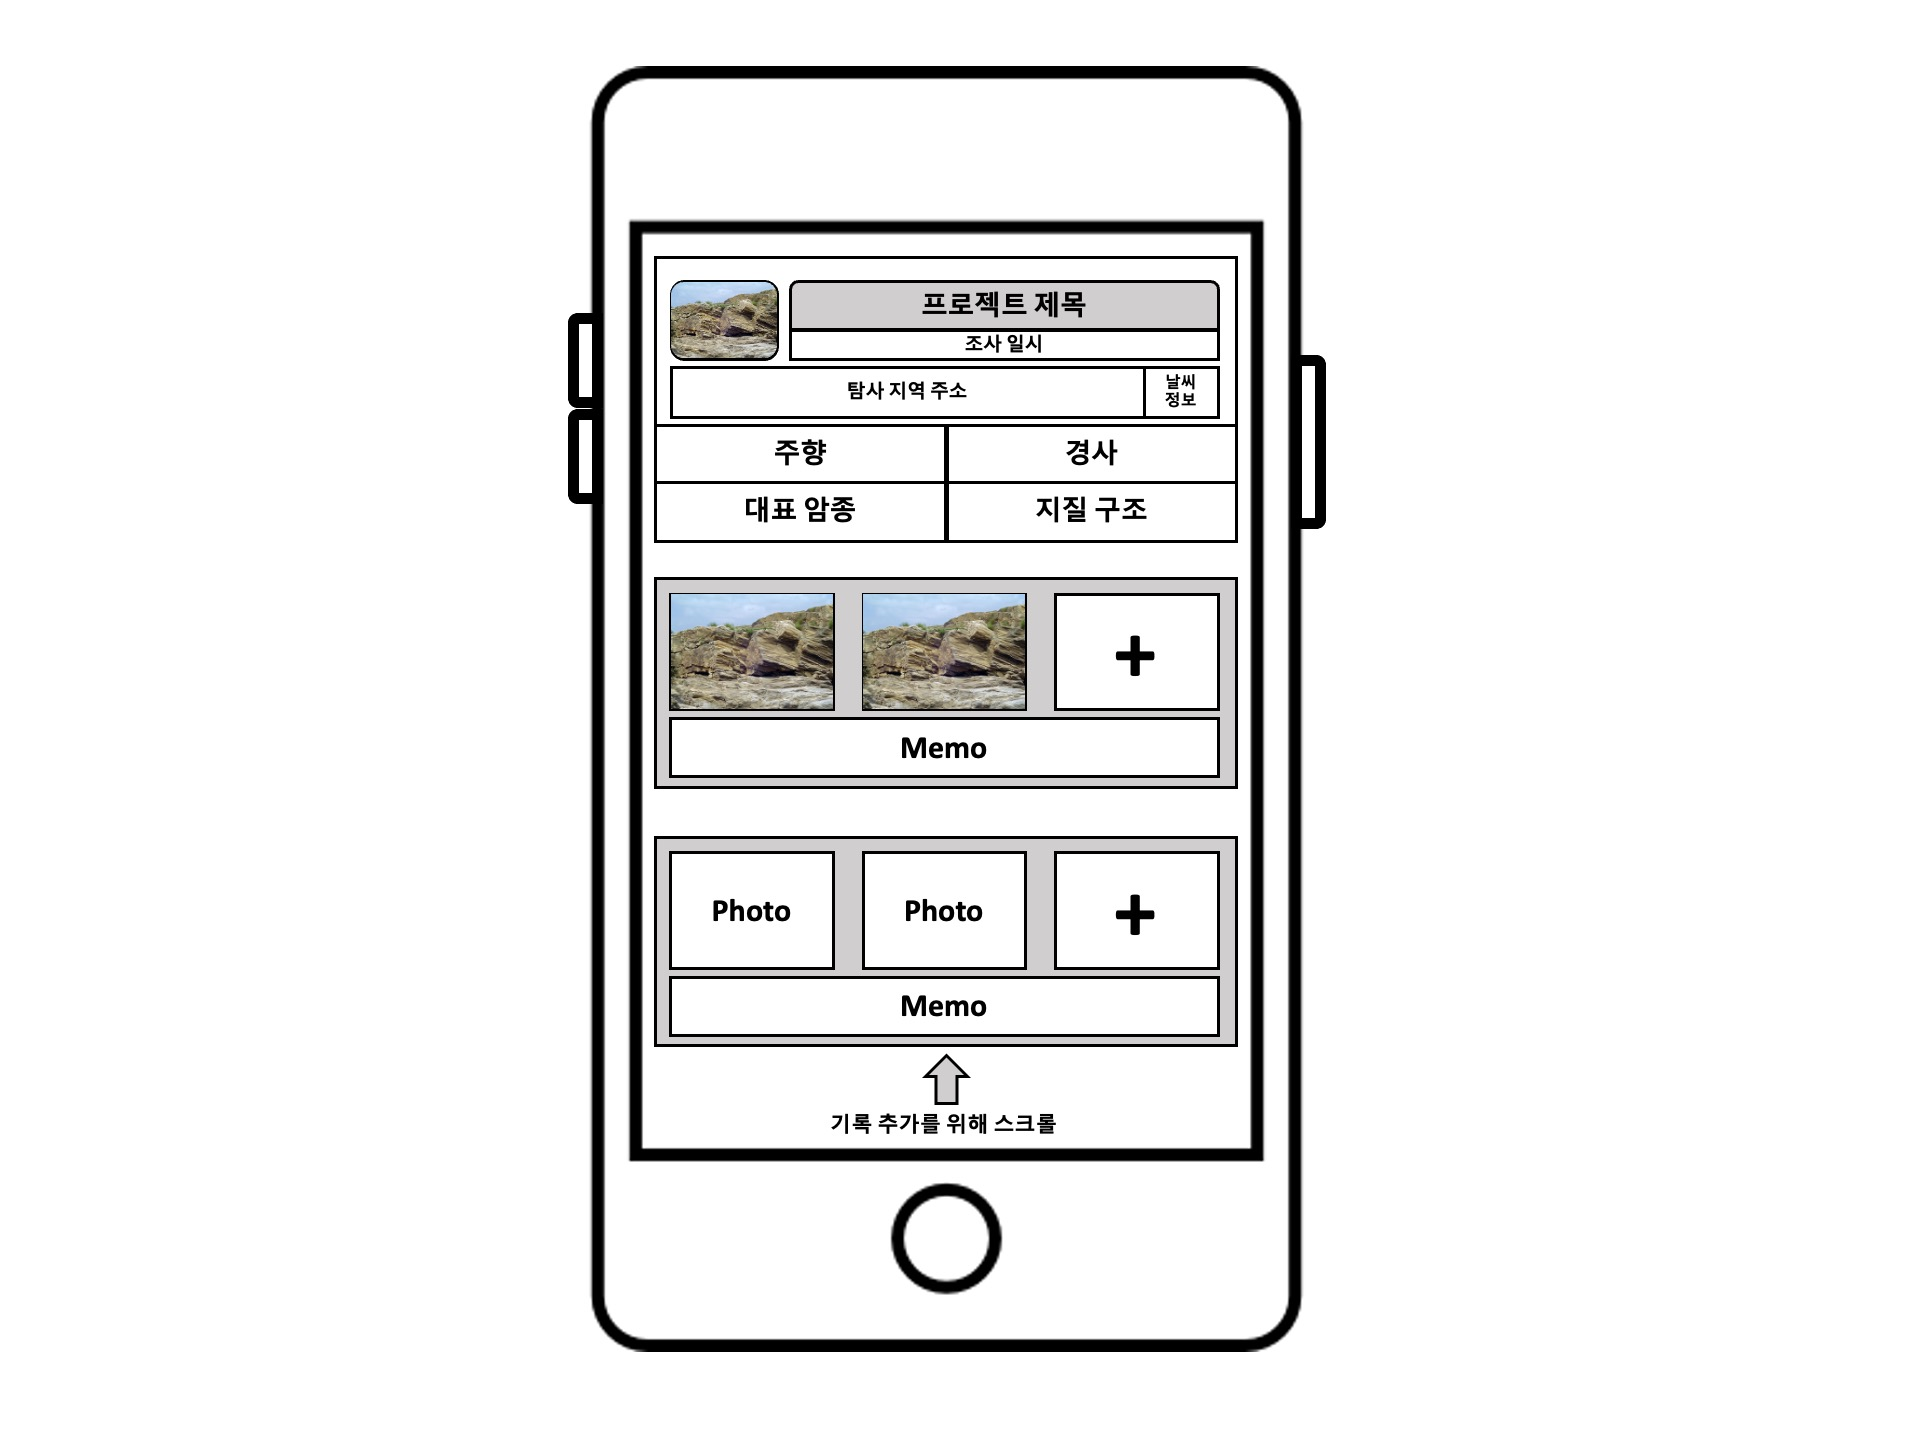 프로젝트 제목
조사 일시
탐사 지역 주소
날씨
정보
주향
경사
대표 암종
지질 구조
+
Memo
Photo
Photo
+
Memo
기록 추가를 위해 스크롤